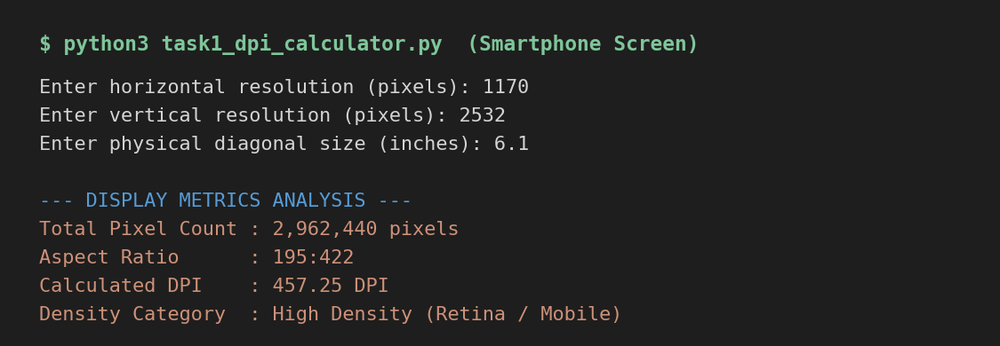 $ python3 task1_dpi_calculator.py  (Smartphone Screen)
Enter horizontal resolution (pixels): 1170
Enter vertical resolution (pixels): 2532
Enter physical diagonal size (inches): 6.1
--- DISPLAY METRICS ANALYSIS ---
Total Pixel Count : 2,962,440 pixels
Aspect Ratio      : 195:422
Calculated DPI    : 457.25 DPI
Density Category  : High Density (Retina / Mobile)